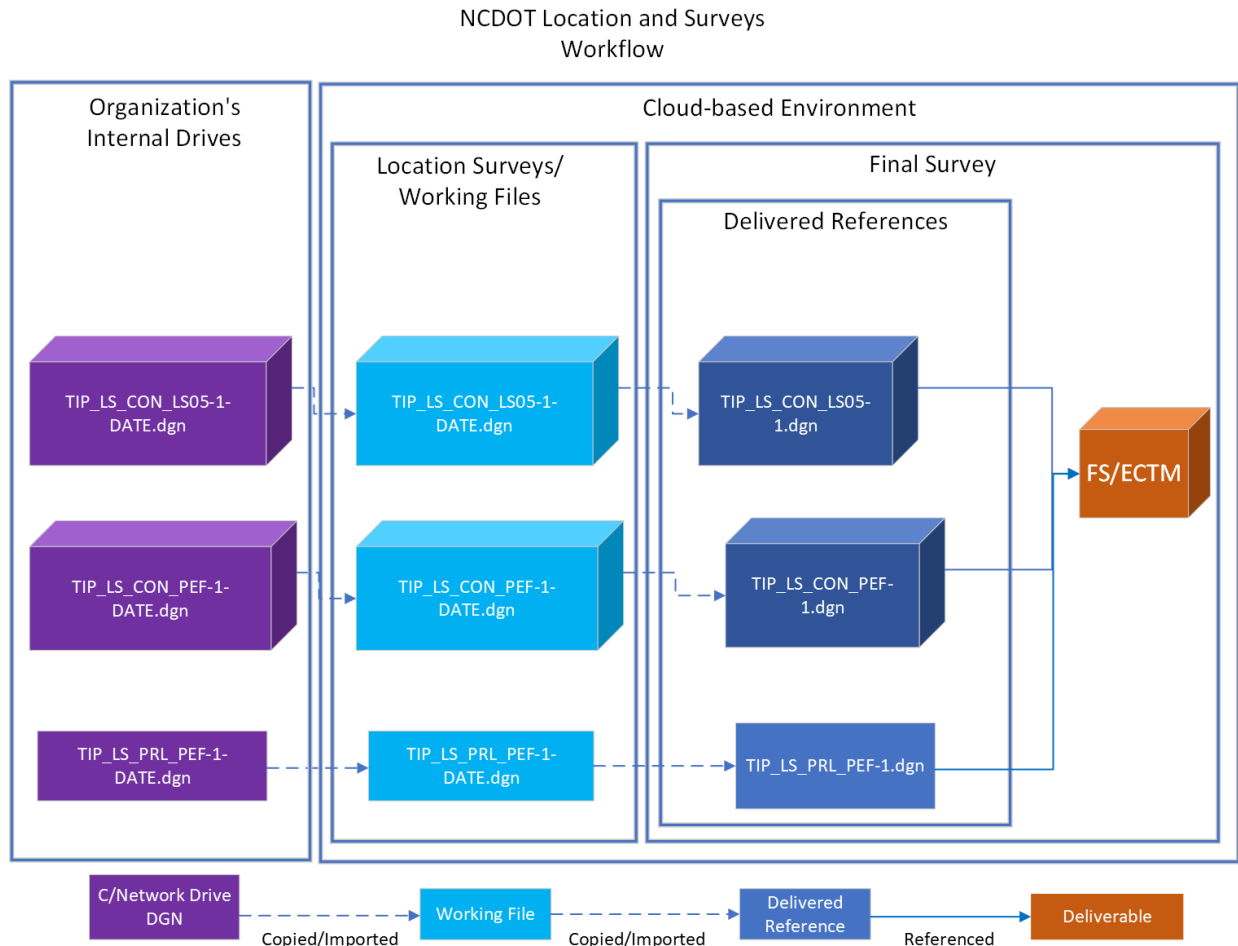 NCDOT Location and Surveys
Workflow
Organization's
Internal Drives
Cloud-based Environment
Location Surveys/
Working Files
Final Survey
Delivered References
TIP_LS_CON_LS05-1-
DATE.dgn
TIP_LS_CON_LS05-1-
DATE.dgn
TIP_LS_CON_LS05-
1.dgn
FS/ECTM
TIP_LS_CON_PEF-1-
DATE.dgn
TIP_LS_CON_PEF-1-
DATE.dgn
TIP_LS_CON_PEF-
1.dgn
TIP_LS_PRL_PEF-1-
DATE.dgn
TIP_LS_PRL_PEF-1-
DATE.dgn
TIP_LS_PRL_PEF-1.dgn
C/Network Drive
DGN
Copied/Imported
Working File
Copied/Imported
Delivered
Reference
Referenced
Deliverable